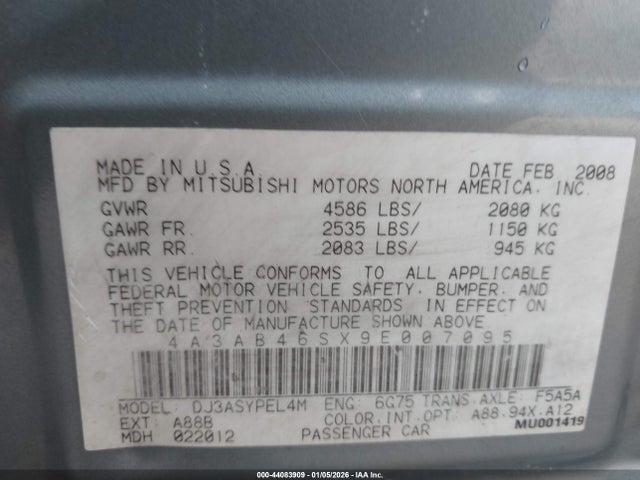 MADE IN U.S.A. DATE FEB 2008
MFD BY MITSUBISHI MOTORS NORTH AMERICA, INC.
GVWR 4586 LBS/ 2080 KG
GAWR FR. 2535 LBS/ 1150 KG
GAWR RR. 2083 LBS/ 945 KG
THIS VEHICLE CONFORMS TO ALL APPLICABLE
FEDERAL MOTOR VEHICLE SAFETY, BUMPER, AND
THEFT PREVENTION STANDARDS IN EFFECT ON
THE DATE OF MANUFACTURE SHOWN ABOVE
4A3AB46SX9E007095
MODEL: DJ3ASYPEL4M ENG: 6G75 TRANS.AXLE: F5A5A
EXT: A88B COLOR.INT.OPT: A88.94X.A12
MDH 022012 PASSENGER CAR MU001419
000-44083909 - 01/05/2026 - IAA Inc.